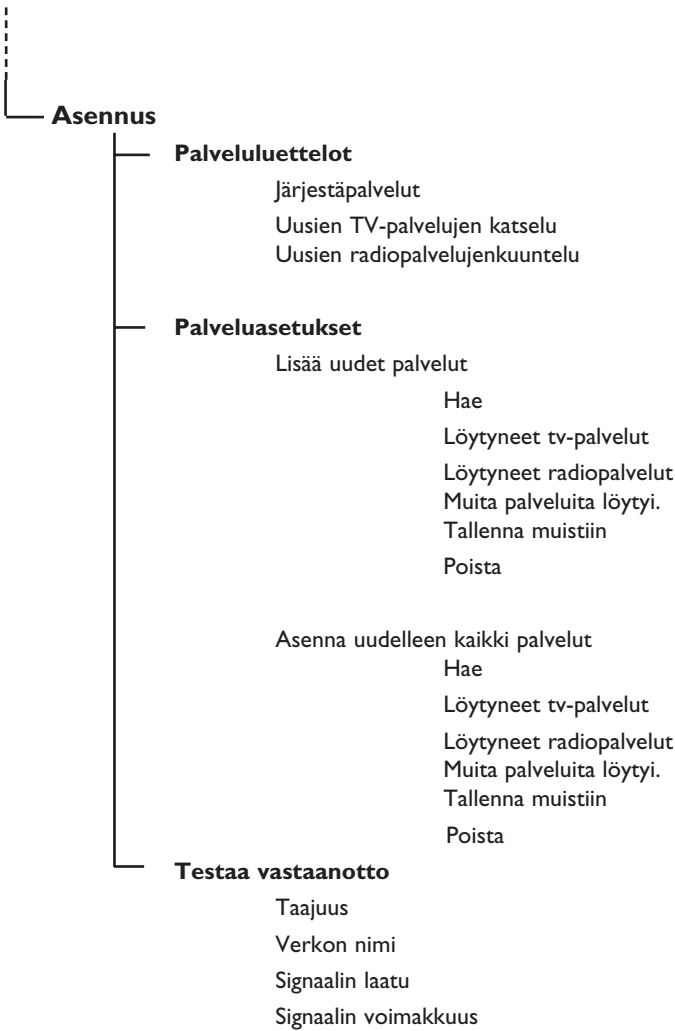 Asennus
Palveluluettelot
Järjestäpalvelut
Uusien TV-palvelujen katselu
Uusien radiopalvelujenkuuntelu
Palveluasetukset
Lisää uudet palvelut
Hae
Löytyneet tv-palvelut
Löytyneet radiopalvelut
Muita palveluita löytyi.
Tallenna muistiin
Poista
Asenna uudelleen kaikki palvelut
Hae
Löytyneet tv-palvelut
Löytyneet radiopalvelut
Muita palveluita löytyi.
Tallenna muistiin
Poista
Testaa vastaanotto
Taajuus
Verkon nimi
Signaalin laatu
Signaalin voimakkuus